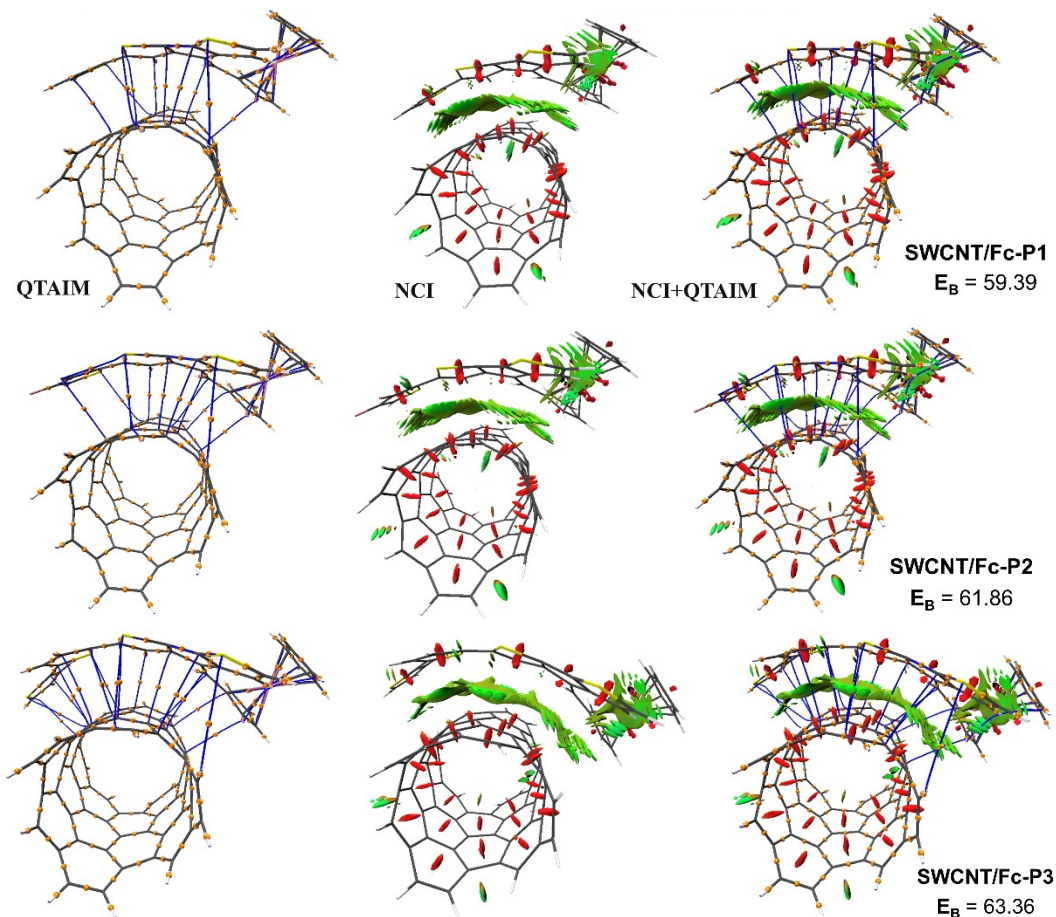 SWCNT/Fc-P1
QTAIM NCI NCI+QTAIM E_B = 59.39
SWCNT/Fc-P2
E_B = 61.86
SWCNT/Fc-P3
E_B = 63.36